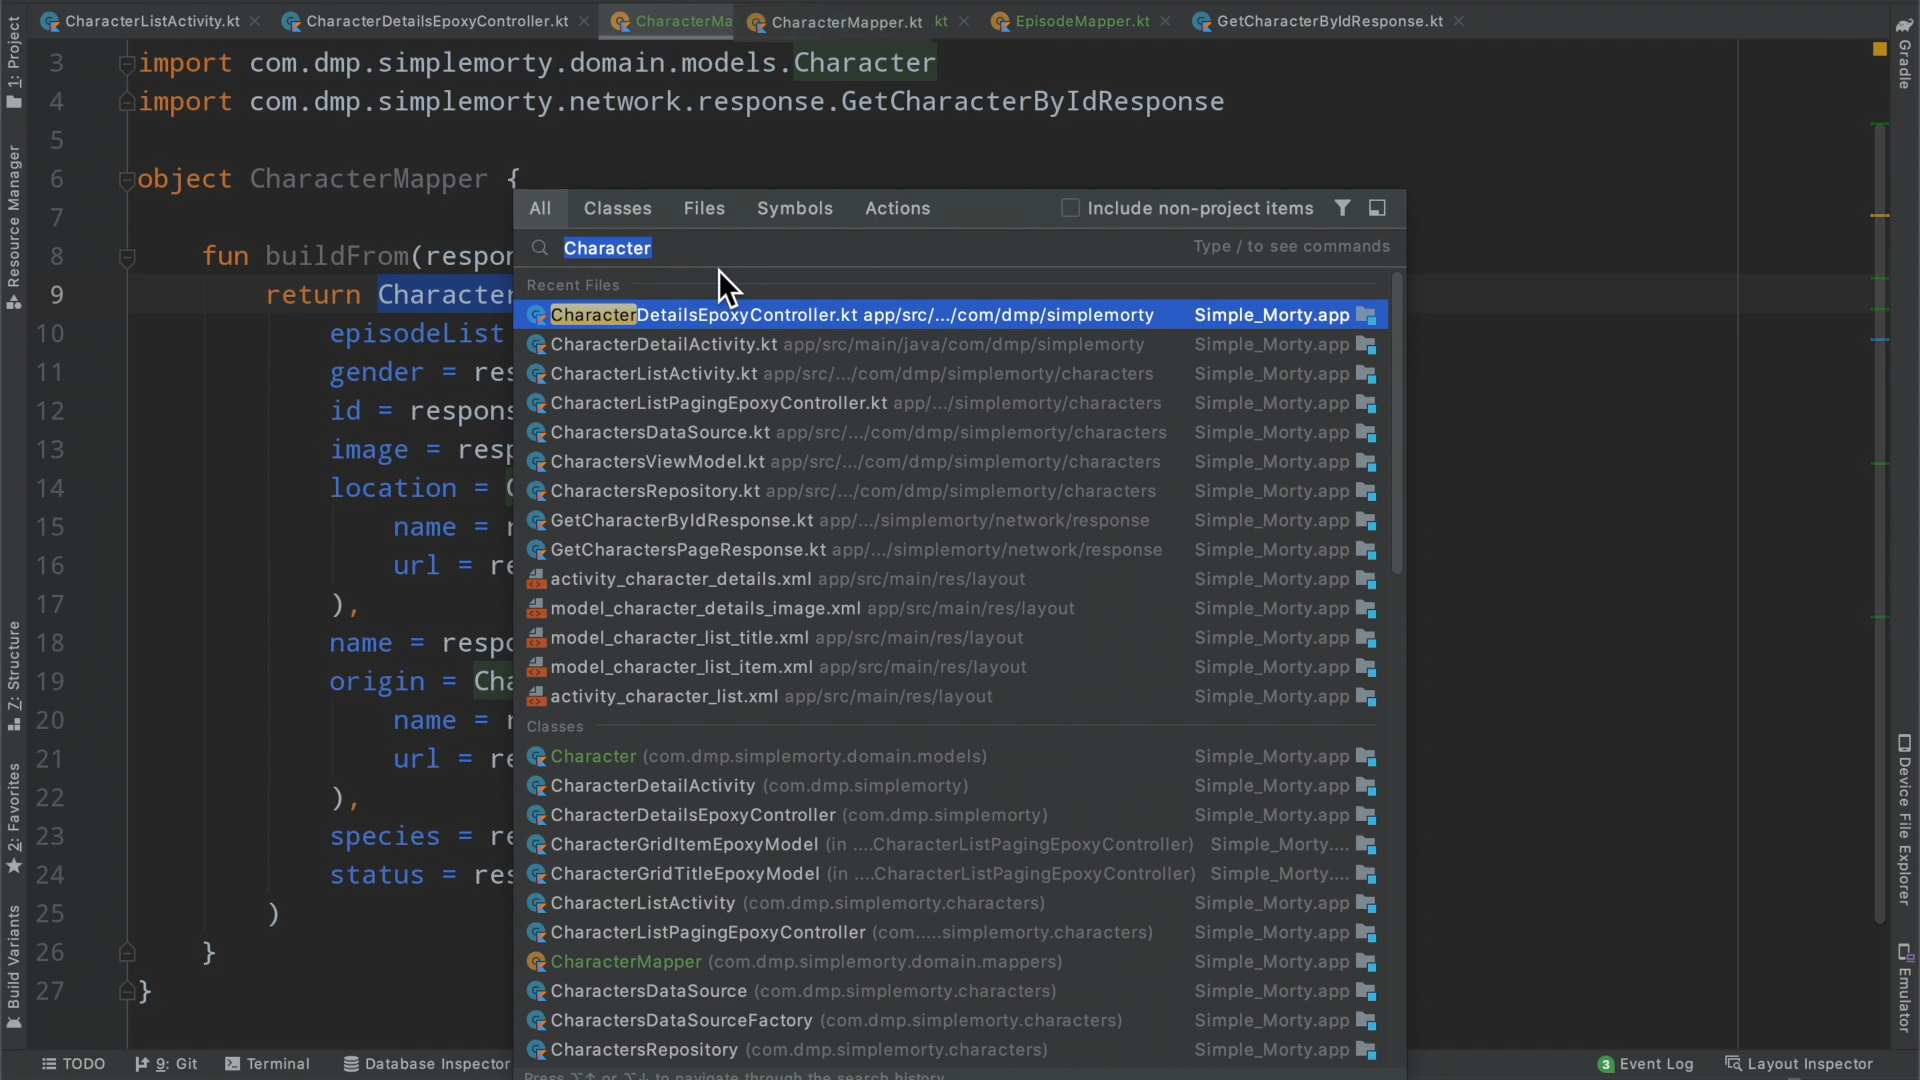 CharacterListActivity.kt
CharacterDetailsEpoxyController.kt
CharacterMa
CharacterMapper.kt
kt
EpisodeMapper.kt
GetCharacterByIdResponse.kt
1: Project
Resource Manager
Z: Structure
2: Favorites
Build Variants
3 import com.dmp.simplemorty.domain.models.Character
4 import com.dmp.simplemorty.network.response.GetCharacterByIdResponse
5
6 object CharacterMapper {
7
8 fun buildFrom(respon
9 return Character
10 episodeList
11 gender = res
12 id = respons
13 image = resp
14 location =
15 name = r
16 url = re
17 ),
18 name = respo
19 origin = Cha
20 name = r
21 url = re
22 ),
23 species = re
24 status = res
25 )
26 }
27 }
All Classes Files Symbols Actions Include non-project items
Character Type / to see commands
Recent Files
CharacterDetailsEpoxyController.kt app/src/.../com/dmp/simplemorty Simple_Morty.app
CharacterDetailActivity.kt app/src/main/java/com/dmp/simplemorty Simple_Morty.app
CharacterListActivity.kt app/src/.../com/dmp/simplemorty/characters Simple_Morty.app
CharacterListPagingEpoxyController.kt app/.../simplemorty/characters Simple_Morty.app
CharactersDataSource.kt app/src/.../com/dmp/simplemorty/characters Simple_Morty.app
CharactersViewModel.kt app/src/.../com/dmp/simplemorty/characters Simple_Morty.app
CharactersRepository.kt app/src/.../com/dmp/simplemorty/characters Simple_Morty.app
GetCharacterByIdResponse.kt app/.../simplemorty/network/response Simple_Morty.app
GetCharactersPageResponse.kt app/.../simplemorty/network/response Simple_Morty.app
activity_character_details.xml app/src/main/res/layout Simple_Morty.app
model_character_details_image.xml app/src/main/res/layout Simple_Morty.app
model_character_list_title.xml app/src/main/res/layout Simple_Morty.app
model_character_list_item.xml app/src/main/res/layout Simple_Morty.app
activity_character_list.xml app/src/main/res/layout Simple_Morty.app
Classes
Character (com.dmp.simplemorty.domain.models) Simple_Morty.app
CharacterDetailActivity (com.dmp.simplemorty) Simple_Morty.app
CharacterDetailsEpoxyController (com.dmp.simplemorty) Simple_Morty.app
CharacterGridItemEpoxyModel (in ....CharacterListPagingEpoxyController) Simple_Morty....
CharacterGridTitleEpoxyModel (in ....CharacterListPagingEpoxyController) Simple_Morty....
CharacterListActivity (com.dmp.simplemorty.characters) Simple_Morty.app
CharacterListPagingEpoxyController (com.....simplemorty.characters) Simple_Morty.app
CharacterMapper (com.dmp.simplemorty.domain.mappers) Simple_Morty.app
CharactersDataSource (com.dmp.simplemorty.characters) Simple_Morty.app
CharactersDataSourceFactory (com.dmp.simplemorty.characters) Simple_Morty.app
CharactersRepository (com.dmp.simplemorty.characters) Simple_Morty.app
Press ⌥↑ or ⌥↓ to navigate through the search history
Gradle
Device File Explorer
Emulator
TODO 9: Git Terminal Database Inspector 3 Event Log Layout Inspector